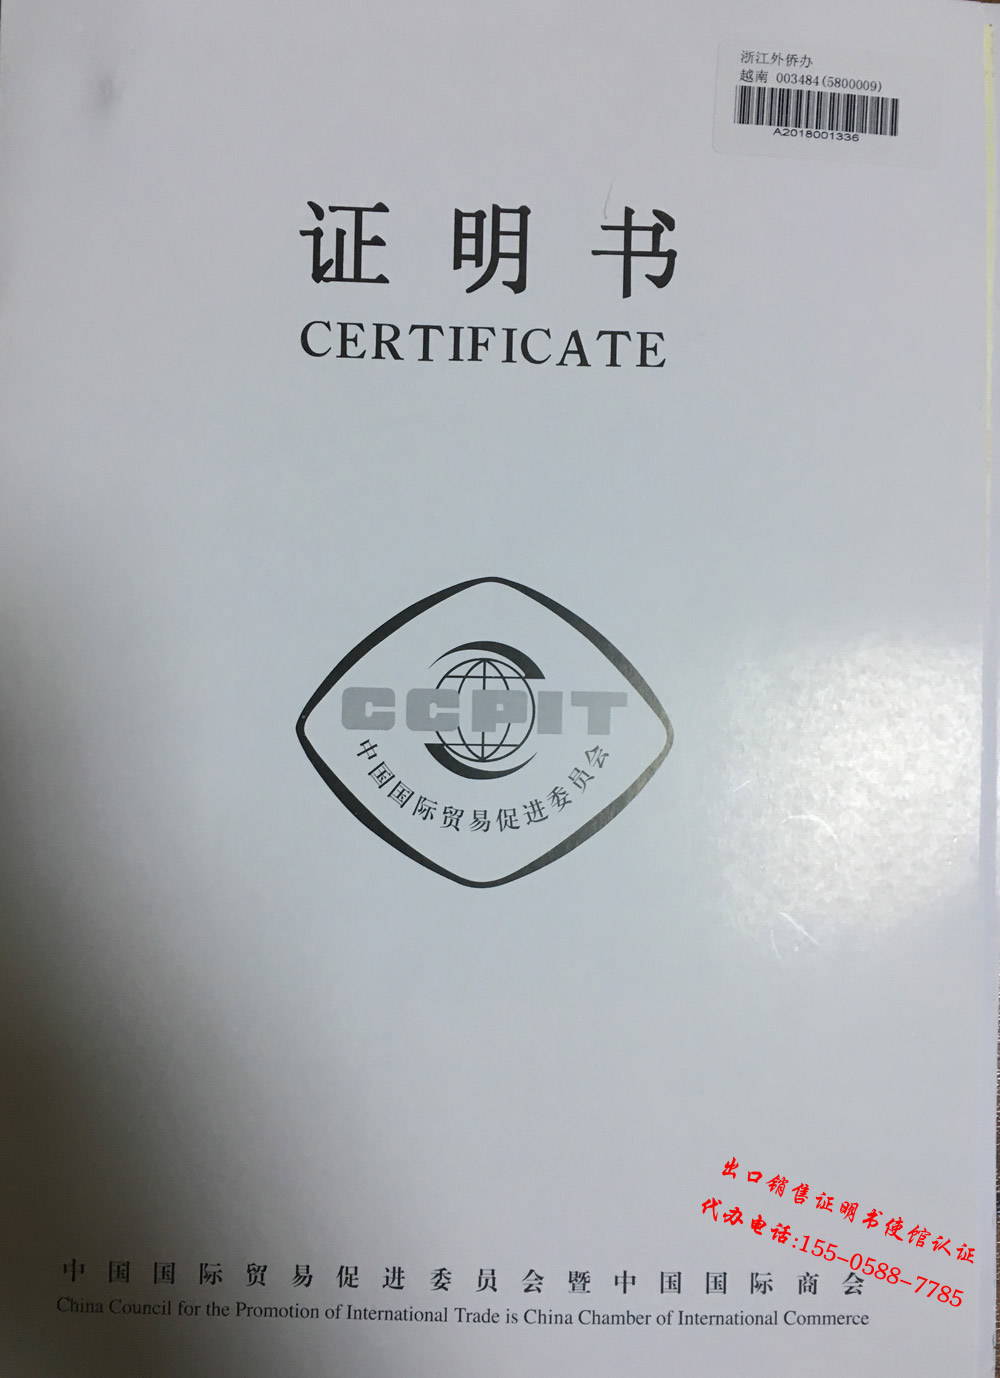 浙江外侨办
越南 003484(5800009)
A2018001336
证明书
CERTIFICATE
CCPIT
中国国际贸易促进委员会
出口销售证明书使馆认证
代办电话:155-0588-7785
中国国际贸易促进委员会暨中国国际商会
China Council for the Promotion of International Trade is China Chamber of International Commerce